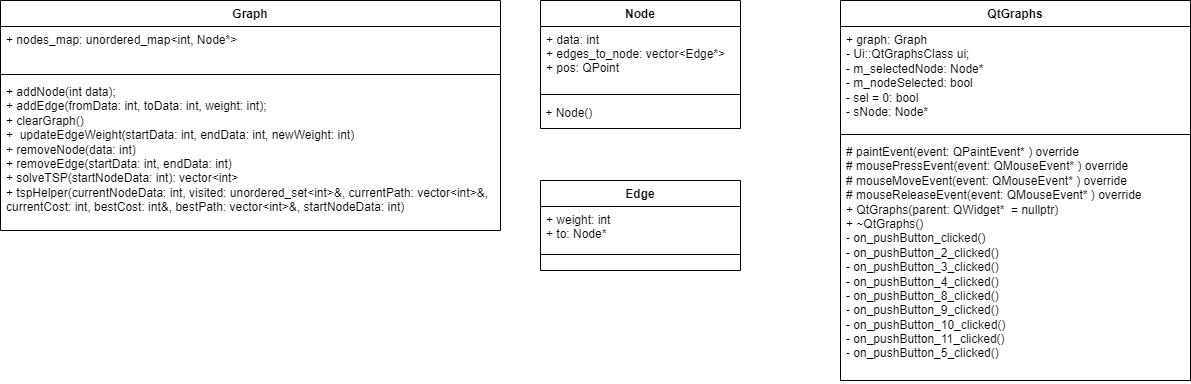 Graph
+ nodes_map: unordered_map<int, Node*>
+ addNode(int data);
+ addEdge(fromData: int, toData: int, weight: int);
+ clearGraph()
+  updateEdgeWeight(startData: int, endData: int, newWeight: int)
+ removeNode(data: int)
+ removeEdge(startData: int, endData: int)
+ solveTSP(startNodeData: int): vector<int>
+ tspHelper(currentNodeData: int, visited: unordered_set<int>&, currentPath: vector<int>&,
currentCost: int, bestCost: int&, bestPath: vector<int>&, startNodeData: int)
Node
+ data: int
+ edges_to_node: vector<Edge*>
+ pos: QPoint
+ Node()
Edge
+ weight: int
+ to: Node*
QtGraphs
+ graph: Graph
- Ui::QtGraphsClass ui;
- m_selectedNode: Node*
- m_nodeSelected: bool
- sel = 0: bool
- sNode: Node*
# paintEvent(event: QPaintEvent* ) override
# mousePressEvent(event: QMouseEvent* ) override
# mouseMoveEvent(event: QMouseEvent* ) override
# mouseReleaseEvent(event: QMouseEvent* ) override
+ QtGraphs(parent: QWidget*  = nullptr)
+ ~QtGraphs()
- on_pushButton_clicked()
- on_pushButton_2_clicked()
- on_pushButton_3_clicked()
- on_pushButton_4_clicked()
- on_pushButton_8_clicked()
- on_pushButton_9_clicked()
- on_pushButton_10_clicked()
- on_pushButton_11_clicked()
- on_pushButton_5_clicked()